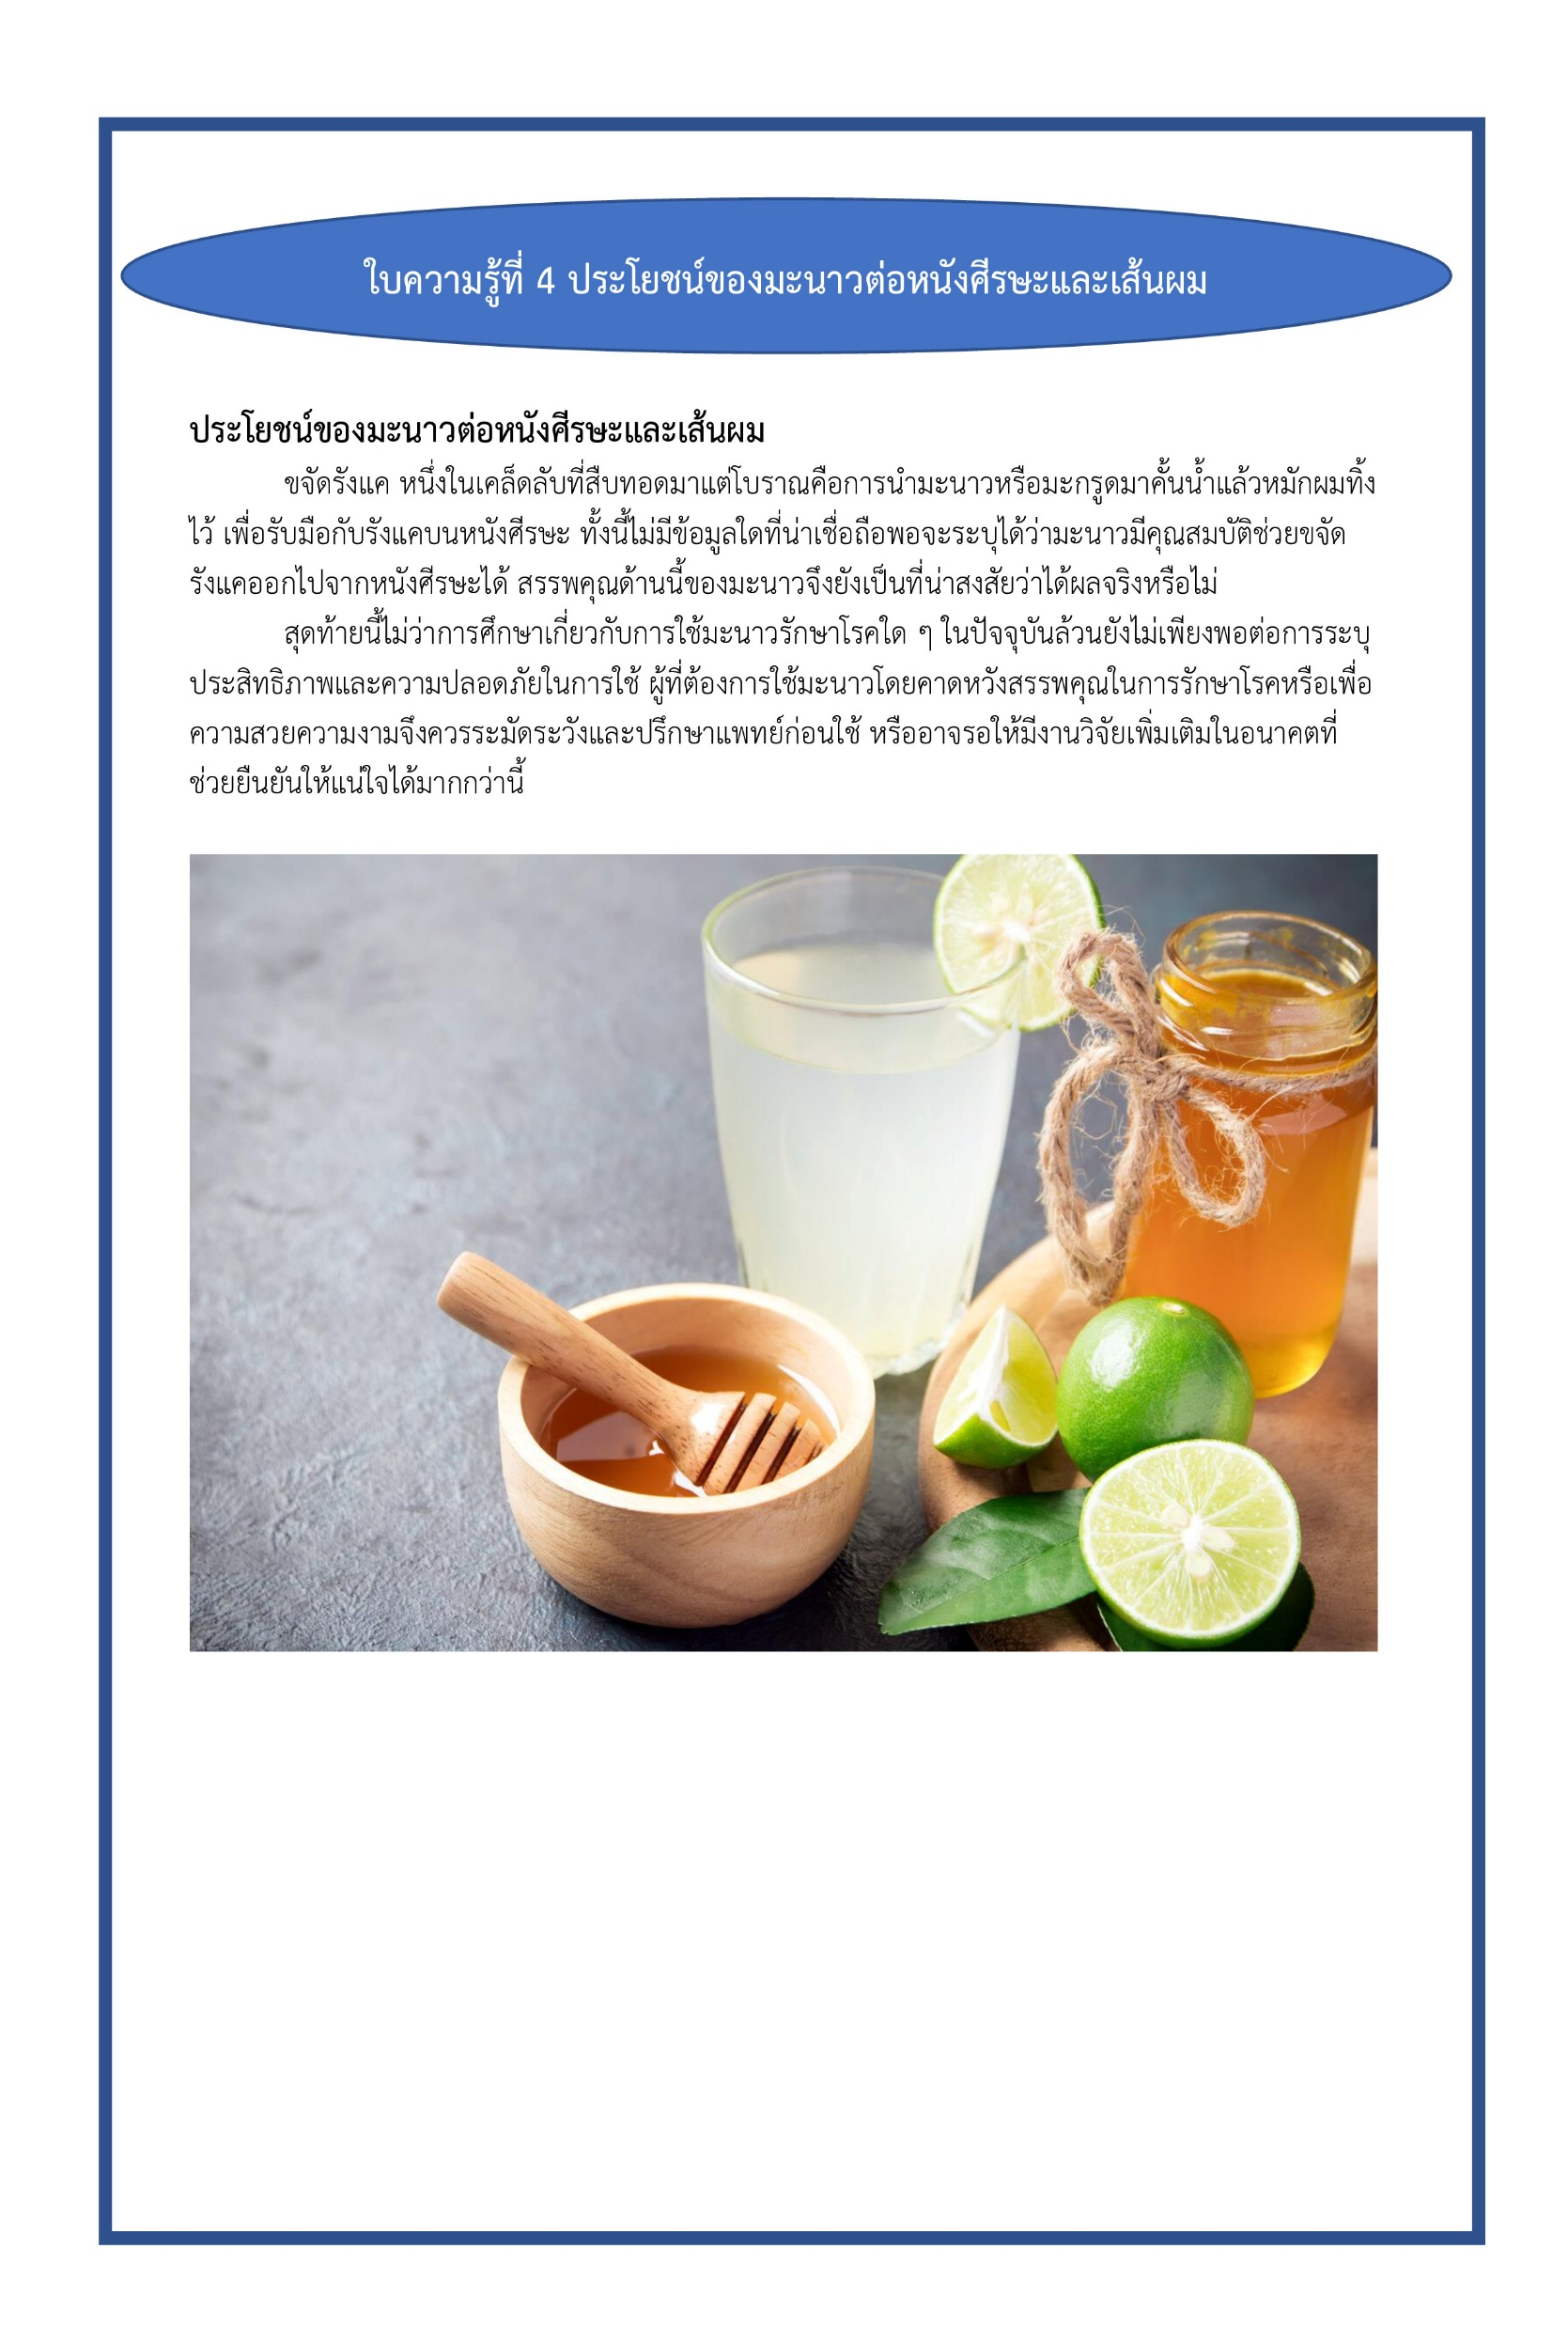 ใบความรู้ที่ 4 ประโยชน์ของมะนาวต่อหนังศีรษะและเส้นผม
ประโยชน์ของมะนาวต่อหนังศีรษะและเส้นผม
ขจัดรังแค หนึ่งในเคล็ดลับที่สืบทอดมาแต่โบราณคือการนำมะนาวหรือมะกรูดมาคั้นน้ำแล้วหมักผมทิ้ง
ไว้ เพื่อรับมือกับรังแคบนหนังศีรษะ ทั้งนี้ไม่มีข้อมูลใดที่น่าเชื่อถือพอจะระบุได้ว่ามะนาวมีคุณสมบัติช่วยขจัด
รังแคออกไปจากหนังศีรษะได้ สรรพคุณด้านนี้ของมะนาวจึงยังเป็นที่น่าสงสัยว่าได้ผลจริงหรือไม่
สุดท้ายนี้ไม่ว่าการศึกษาเกี่ยวกับการใช้มะนาวรักษาโรคใด ๆ ในปัจจุบันล้วนยังไม่เพียงพอต่อการระบุ
ประสิทธิภาพและความปลอดภัยในการใช้ ผู้ที่ต้องการใช้มะนาวโดยคาดหวังสรรพคุณในการรักษาโรคหรือเพื่อ
ความสวยความงามจึงควรระมัดระวังและปรึกษาแพทย์ก่อนใช้ หรืออาจรอให้มีงานวิจัยเพิ่มเติมในอนาคตที่
ช่วยยืนยันให้แน่ใจได้มากกว่านี้